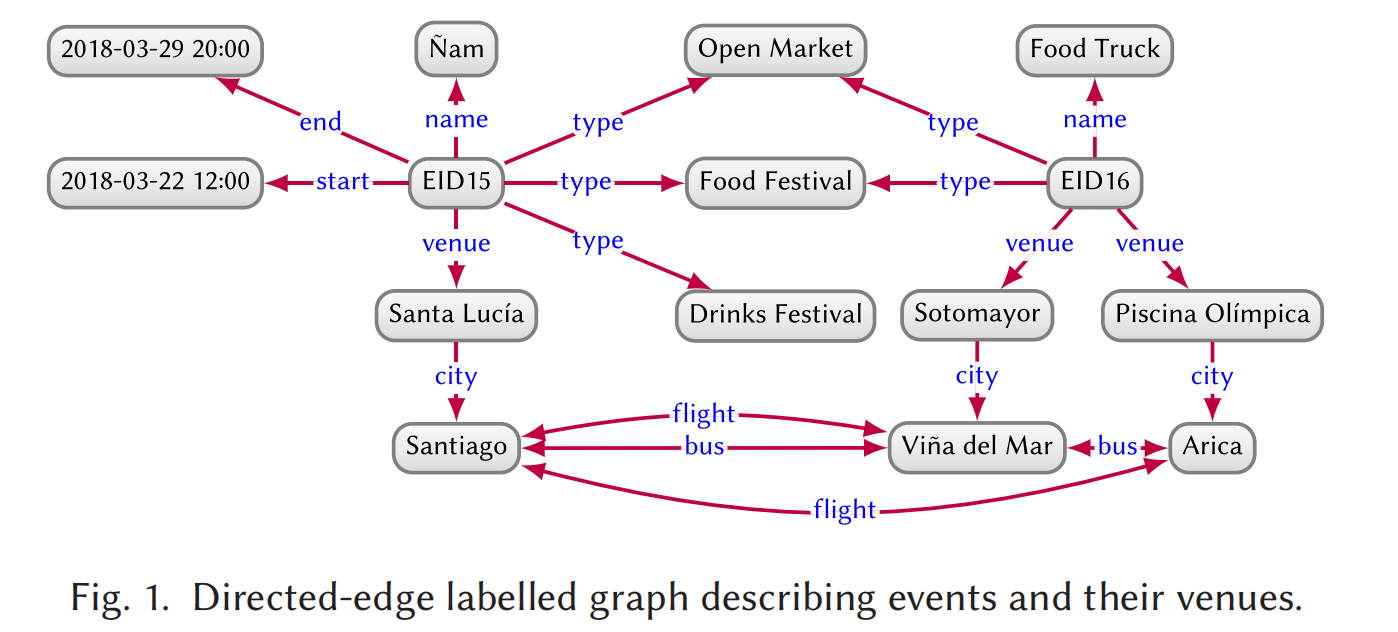 2018-03-29 20:00
Ñam
Open Market
Food Truck
end
name
type
type
name
2018-03-22 12:00
start
EID15
type
Food Festival
type
EID16
venue
type
venue
venue
Santa Lucía
Drinks Festival
Sotomayor
Piscina Olímpica
city
city
city
flight
Santiago
bus
Viña del Mar
bus
Arica
flight
Fig. 1. Directed-edge labelled graph describing events and their venues.